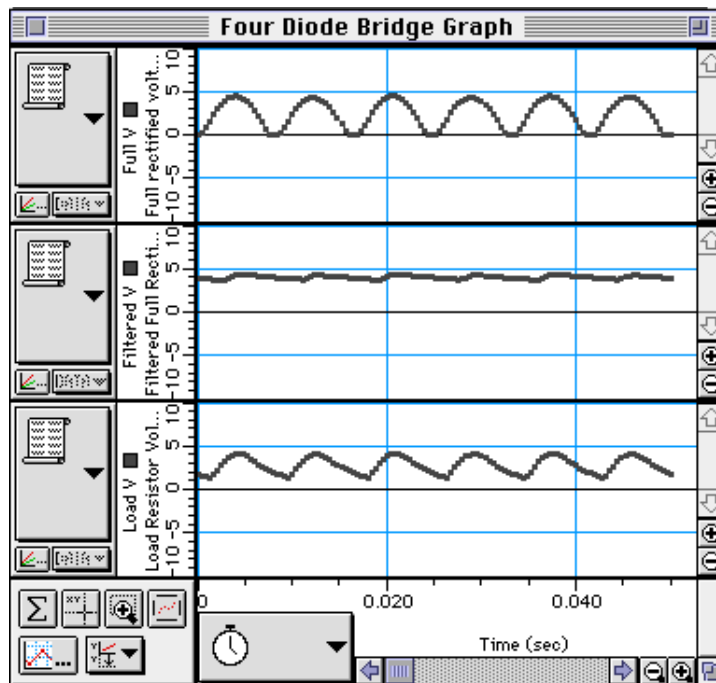 Four Diode Bridge Graph
Full V
Full rectified volt...
10
5
0
-5
-10
Filtered V
Filtered Full Recti...
10
5
0
-5
-10
Load V
Load Resistor Vol...
10
5
0
-5
-10
Σ
0
0.020
0.040
Time (sec)